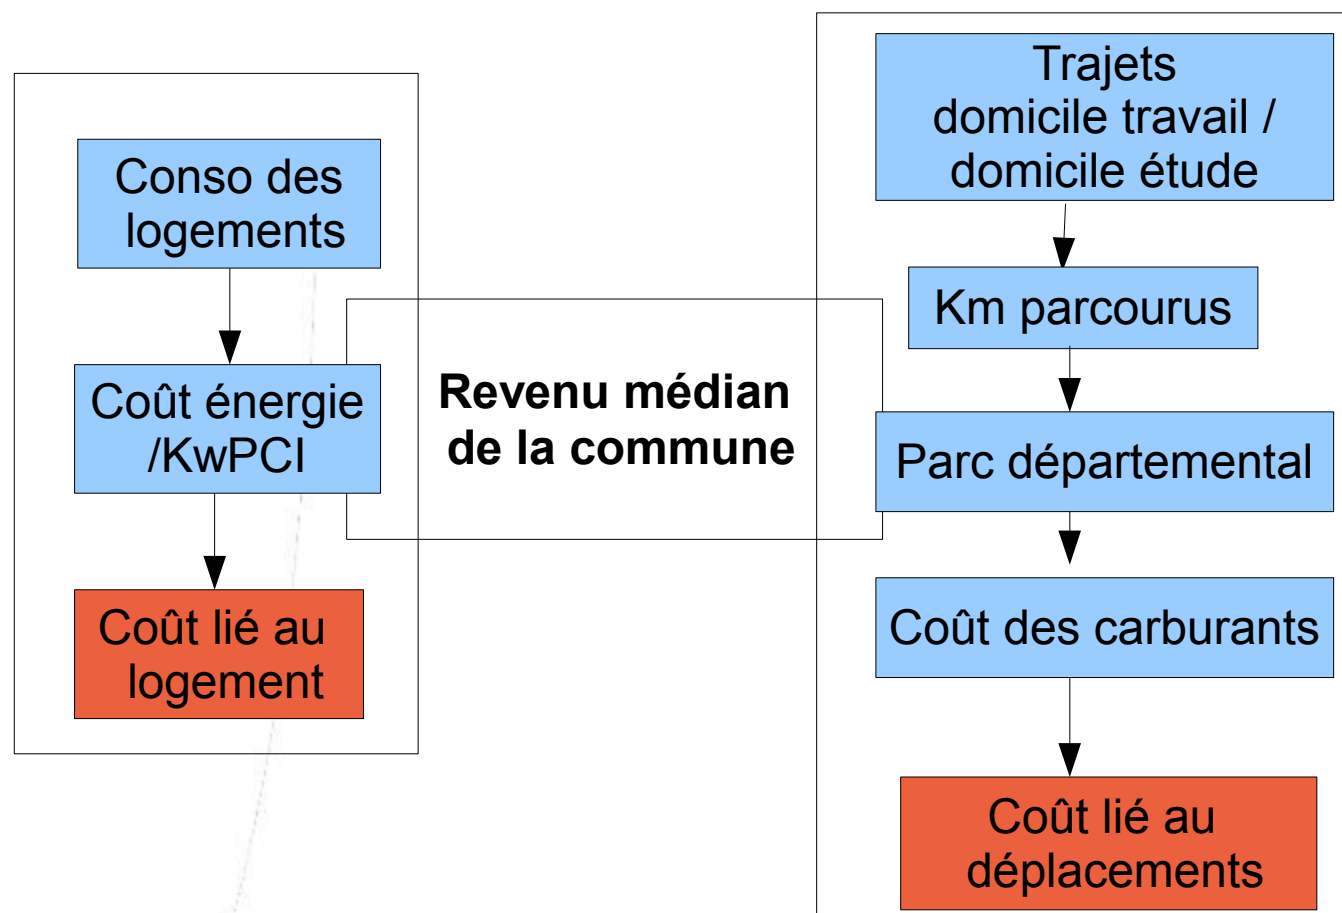 Conso des
logements
Coût énergie
/KwPCI
Coût lié au
logement
Revenu médian
de la commune
Trajets
domicile travail /
domicile étude
Km parcourus
Parc départemental
Coût des carburants
Coût lié au
déplacements